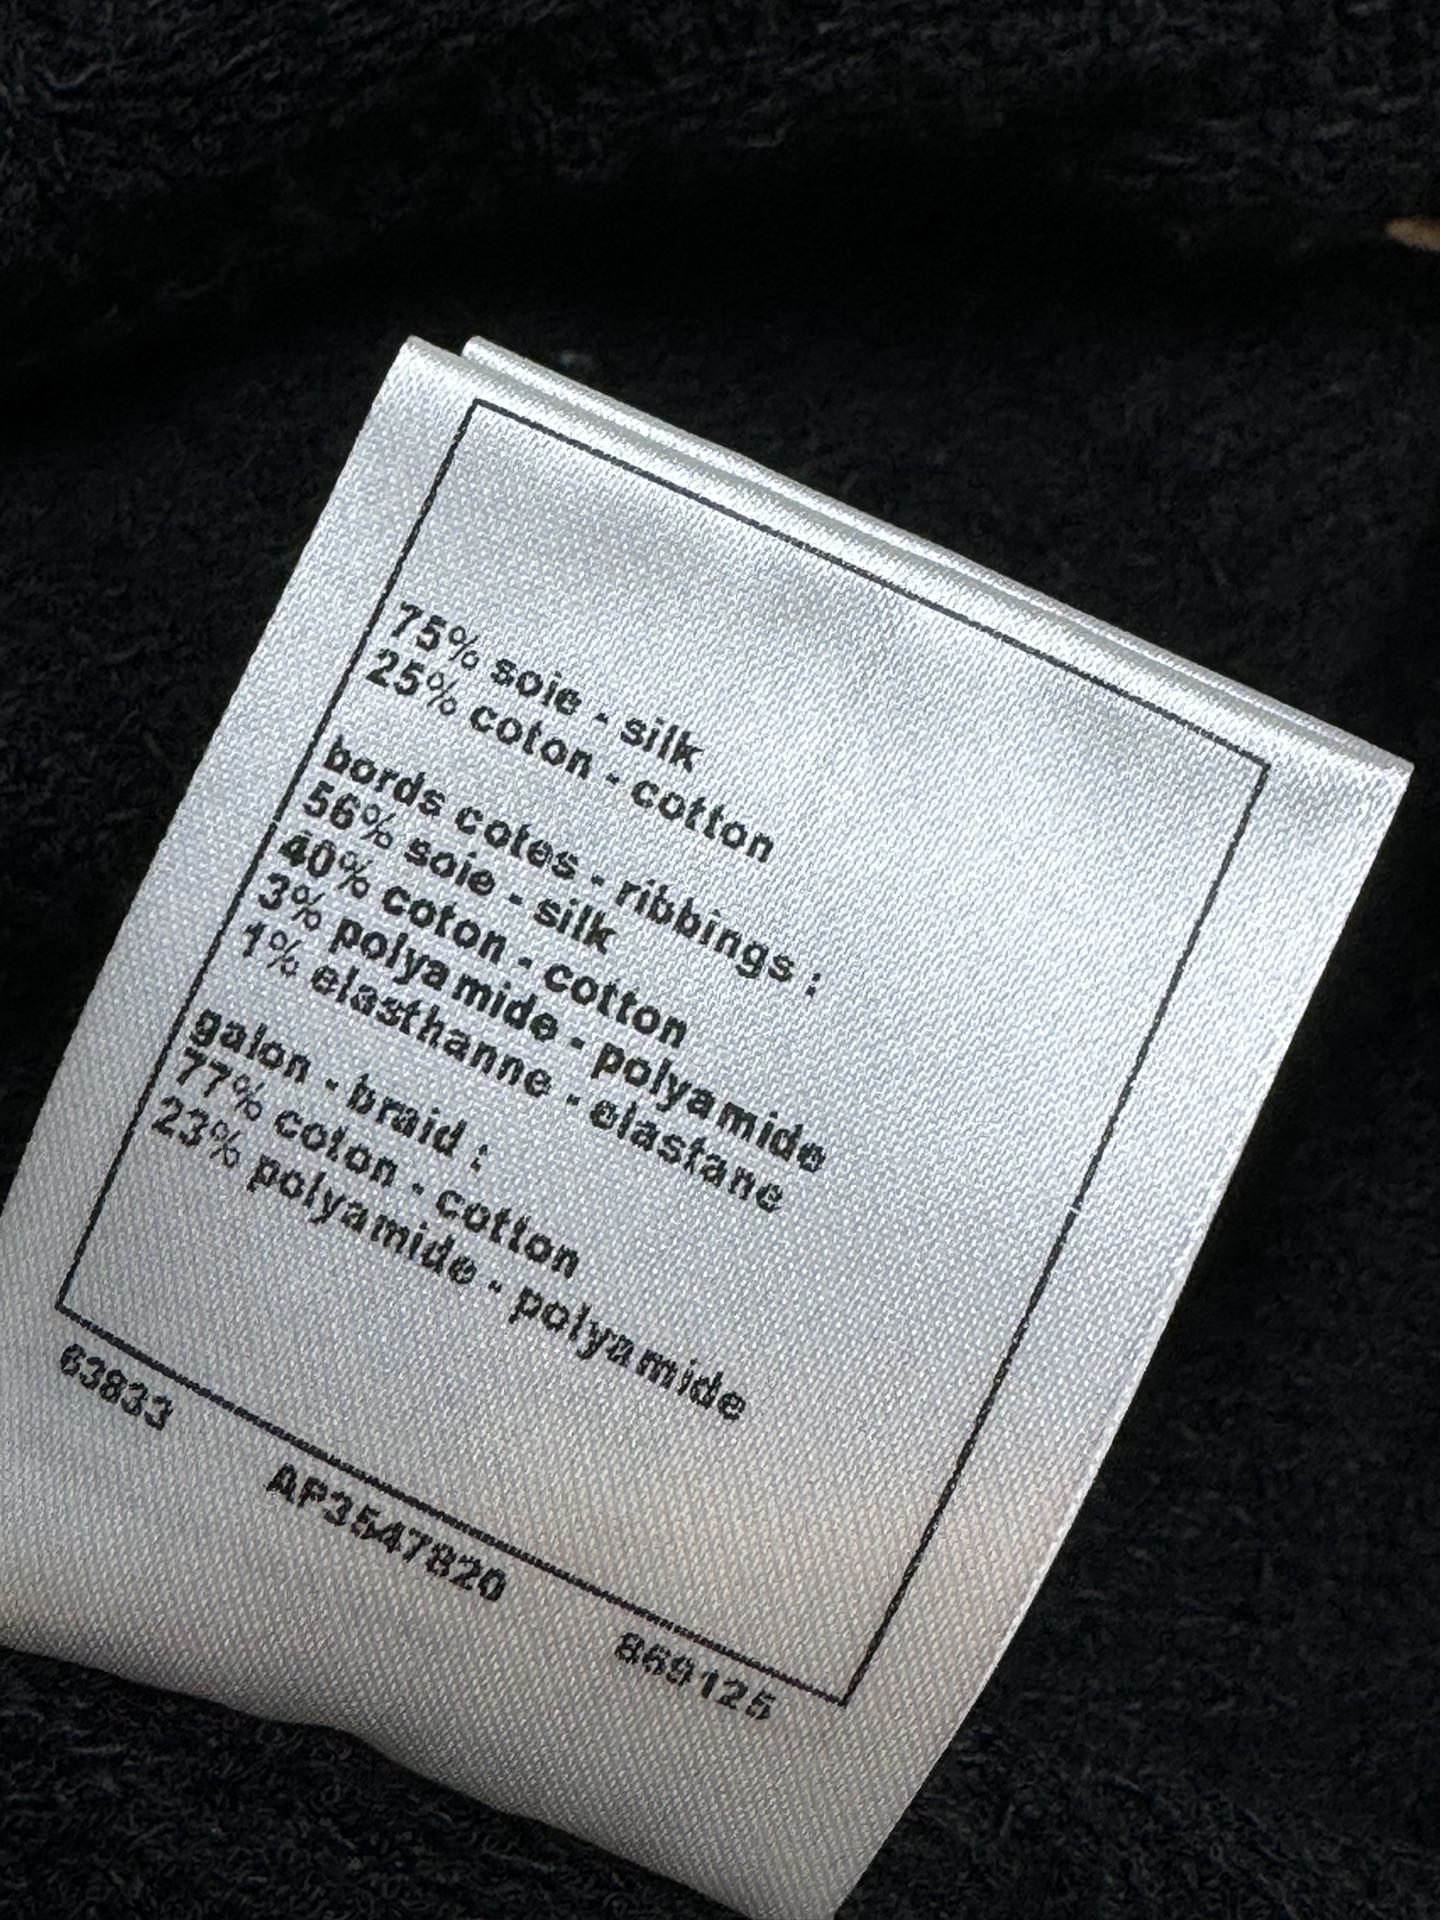 75% soie - silk
25% coton - cotton
bords cotes - ribbings :
56% soie - silk
40% coton - cotton
3% polyamide - polyamide
1% elasthanne - elastane
galon - braid :
77% coton - cotton
23% polyamide - polyamide
63833 AP3547820 869125